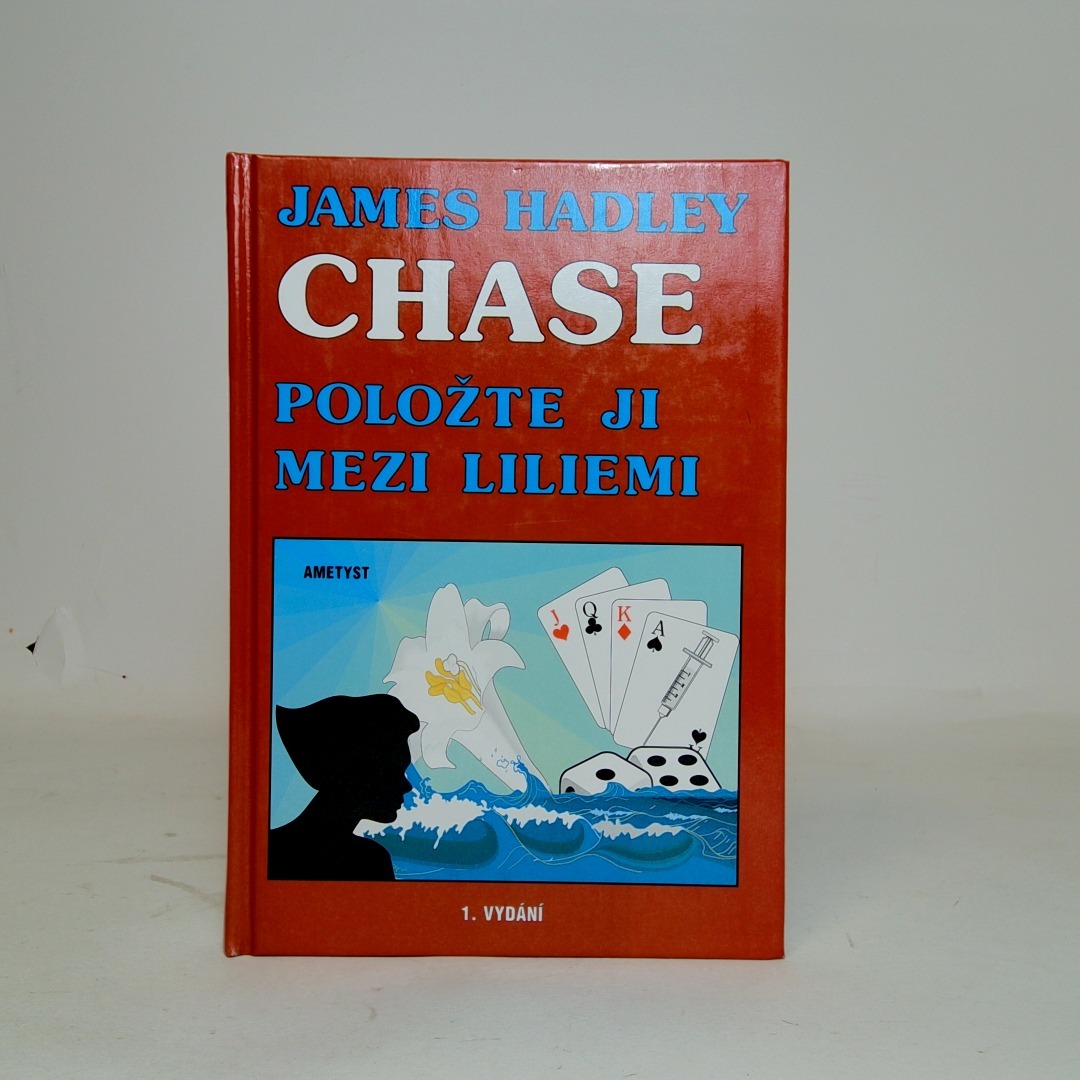 JAMES HADLEY
CHASE
POLOŽTE JI
MEZI LILIEMI
AMETYST
J
Q
K
A
1. VYDÁNÍ